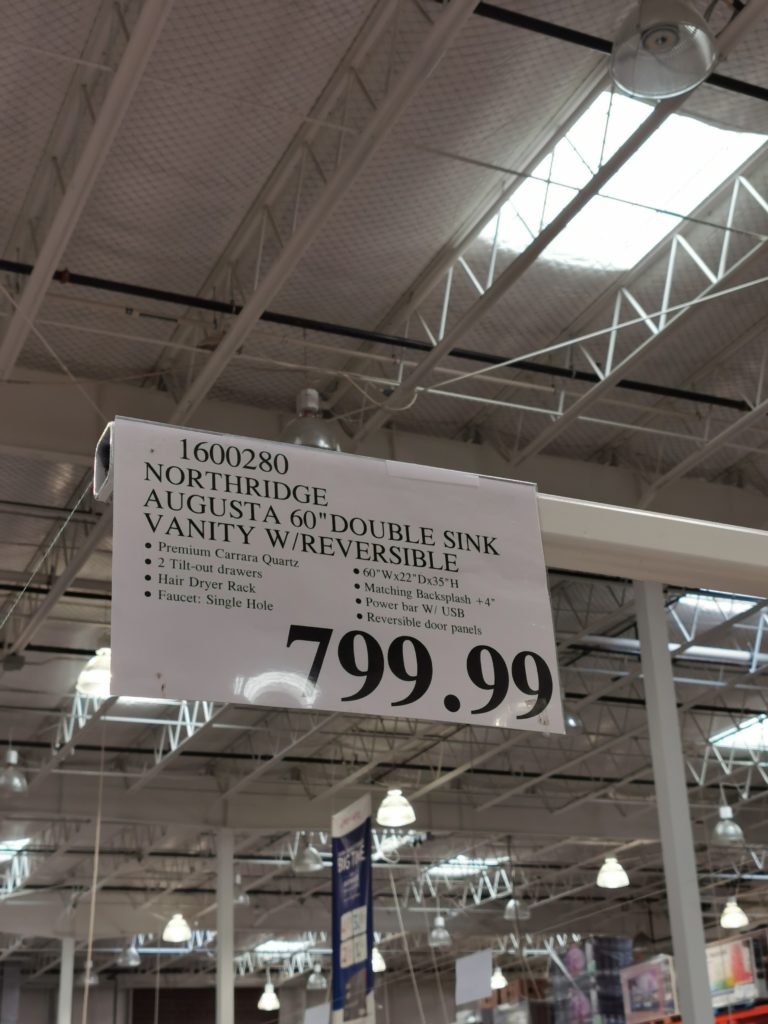 1600280
NORTHRIDGE
AUGUSTA 60"DOUBLE SINK
VANITY W/REVERSIBLE
• Premium Carrara Quartz
• 2 Tilt-out drawers
• Hair Dryer Rack
• Faucet: Single Hole
• 60"Wx22"Dx35"H
• Matching Backsplash +4"
• Power bar W/ USB
• Reversible door panels
799.99